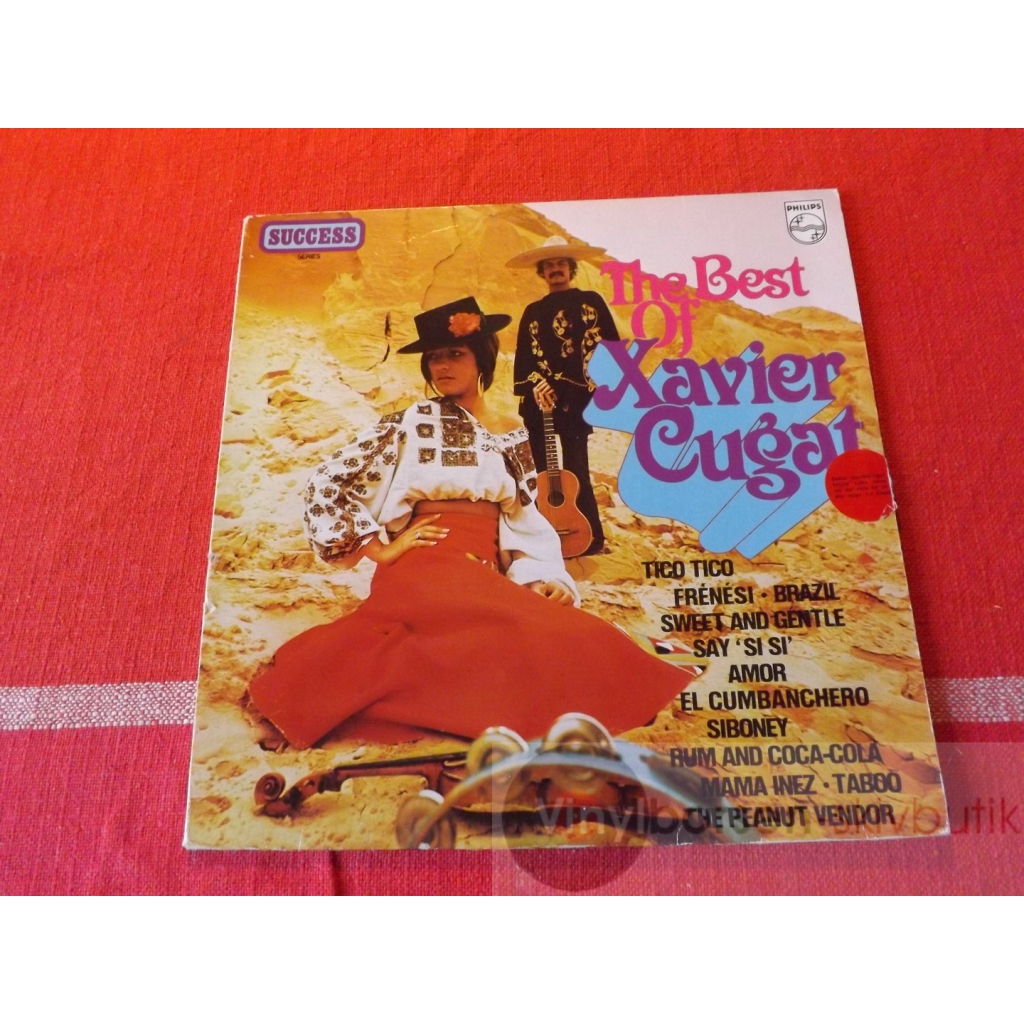 SUCCESS
SERIES
PHILIPS
The Best
Of
Xavier
Cugat
TICO TICO
FRÉNÉSI • BRAZIL
SWEET AND GENTLE
SAY 'SI SI'
AMOR
EL CUMBANCHERO
SIBONEY
RUM AND COCA-COLA
MAMA INEZ • TABOO
THE PEANUT VENDOR